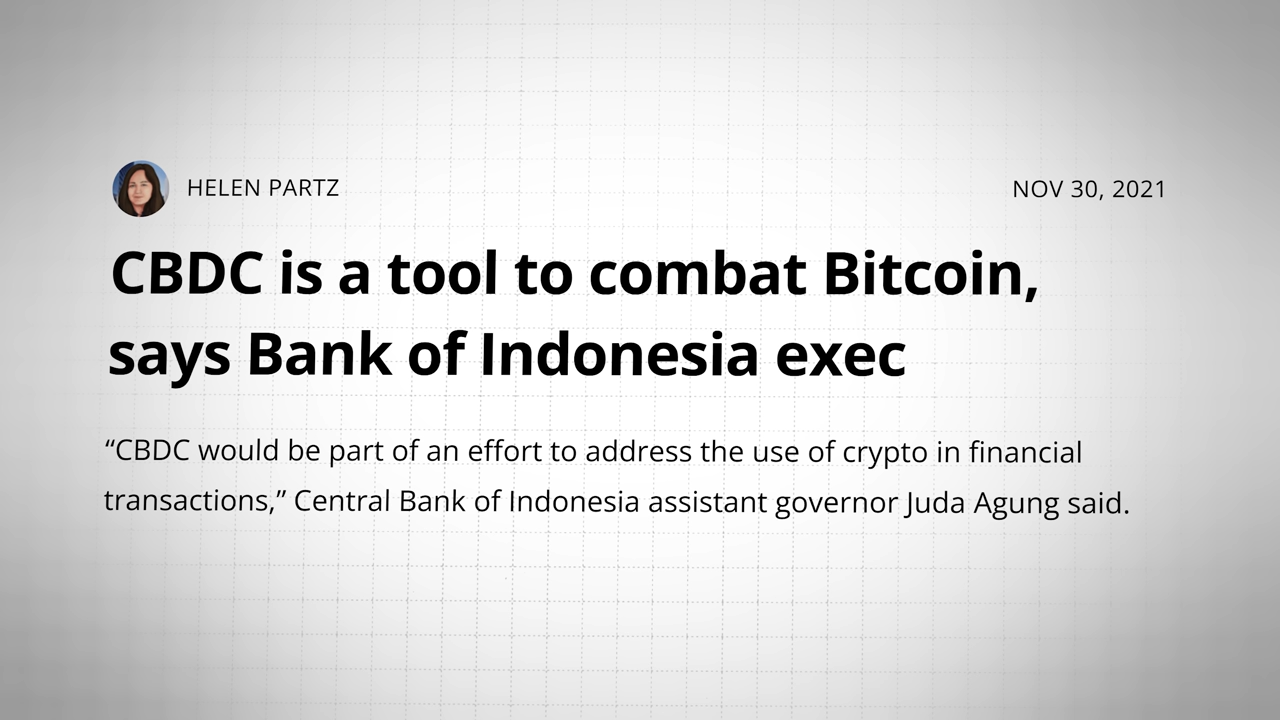 HELEN PARTZ
NOV 30, 2021
CBDC is a tool to combat Bitcoin,
says Bank of Indonesia exec
“CBDC would be part of an effort to address the use of crypto in financial
transactions,” Central Bank of Indonesia assistant governor Juda Agung said.